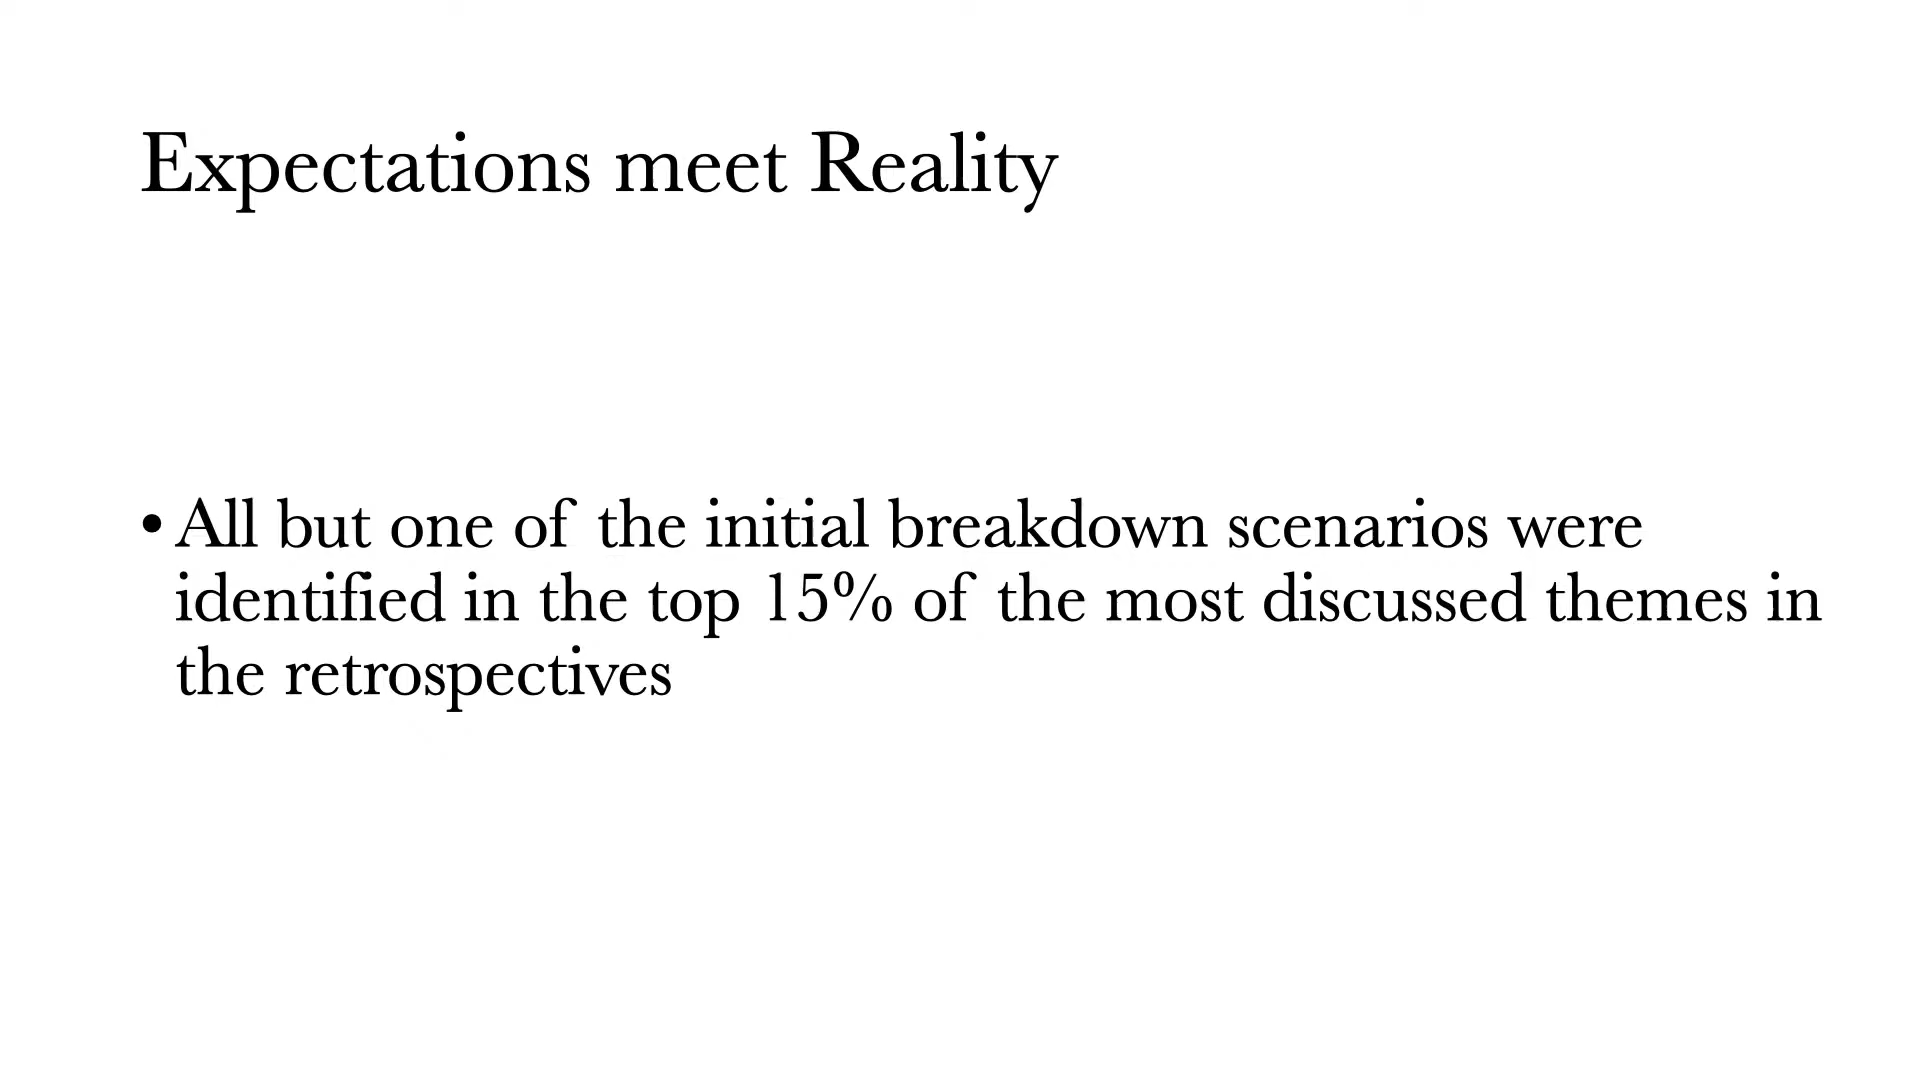 Expectations meet Reality
• All but one of the initial breakdown scenarios were
identified in the top 15% of the most discussed themes in
the retrospectives